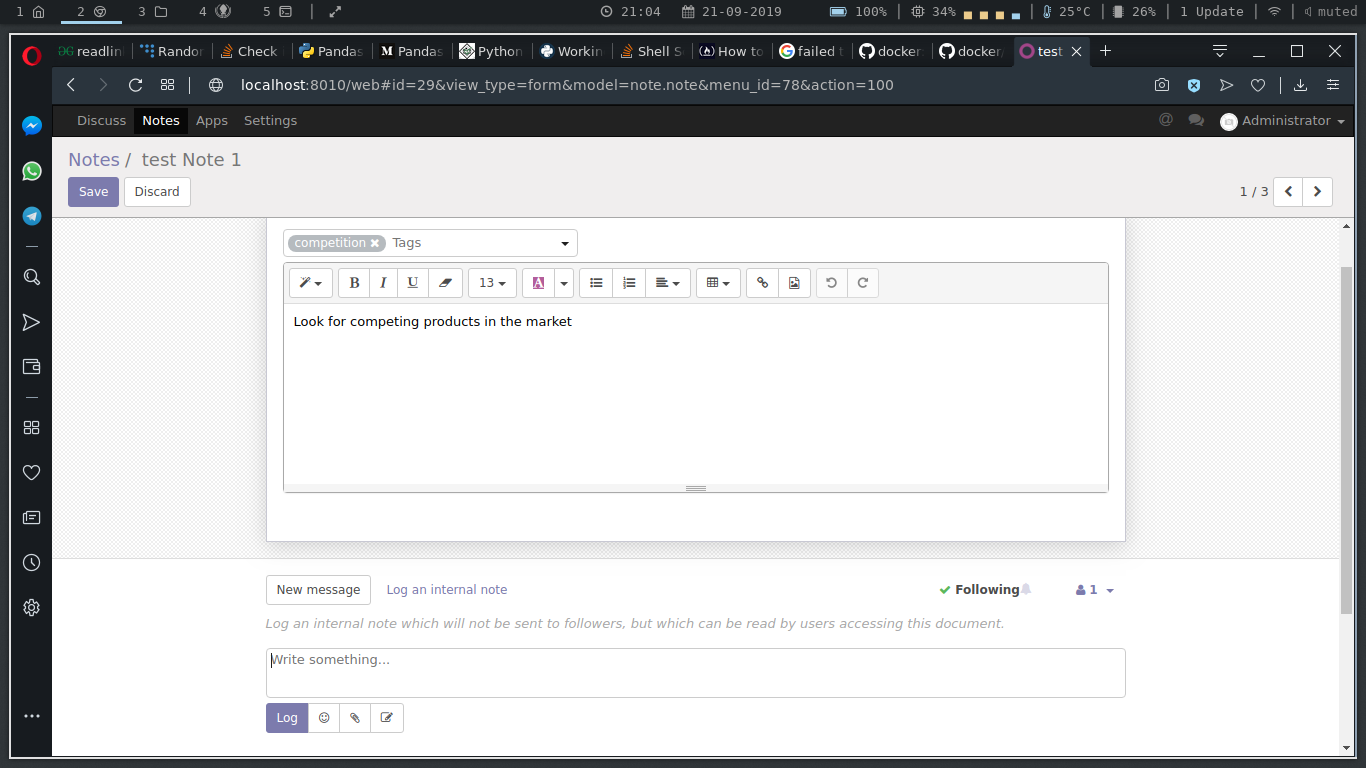 1 2 3 4 5 21:04 21-09-2019 100% 34% 25°C 26% 1 Update muted
readlin Randor Check Pandas Pandas Python Workin Shell S How to failed t docker docker test
localhost:8010/web#id=29&view_type=form&model=note.note&menu_id=78&action=100
Discuss Notes Apps Settings @ Administrator
Notes / test Note 1
Save Discard 1 / 3
competition Tags
B I U 13 A
Look for competing products in the market
New message Log an internal note Following 1
Log an internal note which will not be sent to followers, but which can be read by users accessing this document.
Write something...
Log